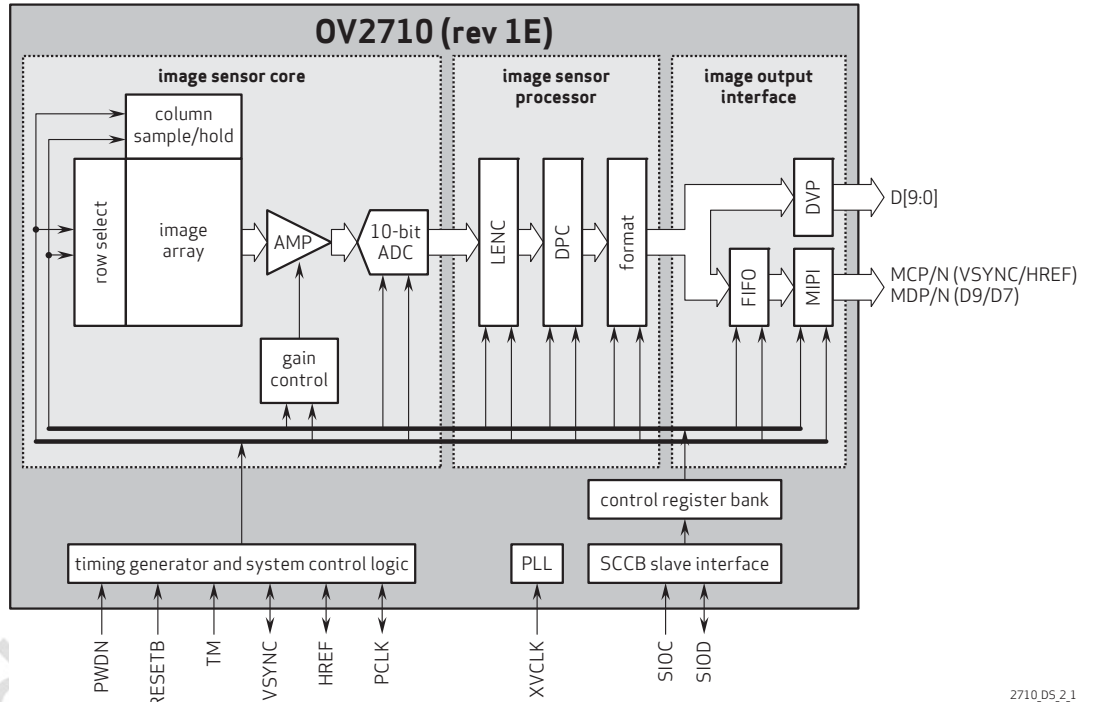 OV2710 (rev 1E)
image sensor core
image sensor
processor
image output
interface
column
sample/hold
row select
image
array
AMP
10-bit
ADC
gain
control
LENC
DPC
format
DVP
FIFO
MIPI
D[9:0]
MCP/N (VSYNC/HREF)
MDP/N (D9/D7)
control register bank
timing generator and system control logic
PLL
SCCB slave interface
PWDN
RESETB
TM
VSYNC
HREF
PCLK
XVCLK
SIOC
SIOD
2710_DS_2_1